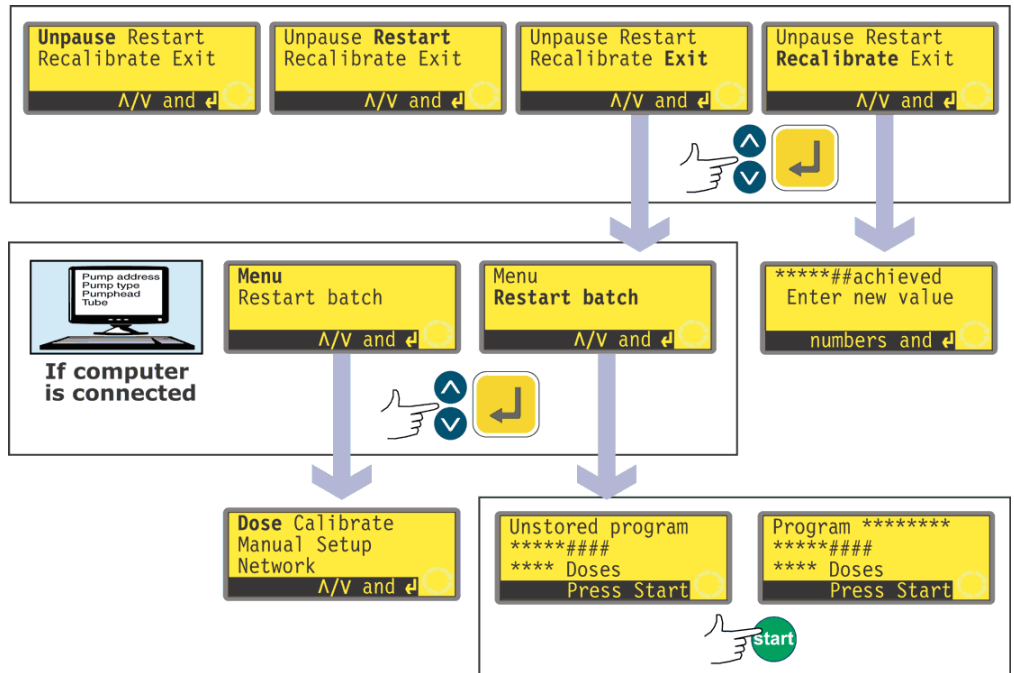 Unpause Restart
Recalibrate Exit
∧/∨ and ↵
Unpause Restart
Recalibrate Exit
∧/∨ and ↵
Unpause Restart
Recalibrate Exit
∧/∨ and ↵
Unpause Restart
Recalibrate Exit
∧/∨ and ↵
Pump address
Pump type
Pumphead
Tube
If computer
is connected
Menu
Restart batch
∧/∨ and ↵
Menu
Restart batch
∧/∨ and ↵
*****##achieved
Enter new value
numbers and ↵
Dose Calibrate
Manual Setup
Network
∧/∨ and ↵
Unstored program
*****####
**** Doses
Press Start
Program ********
*****####
**** Doses
Press Start
start